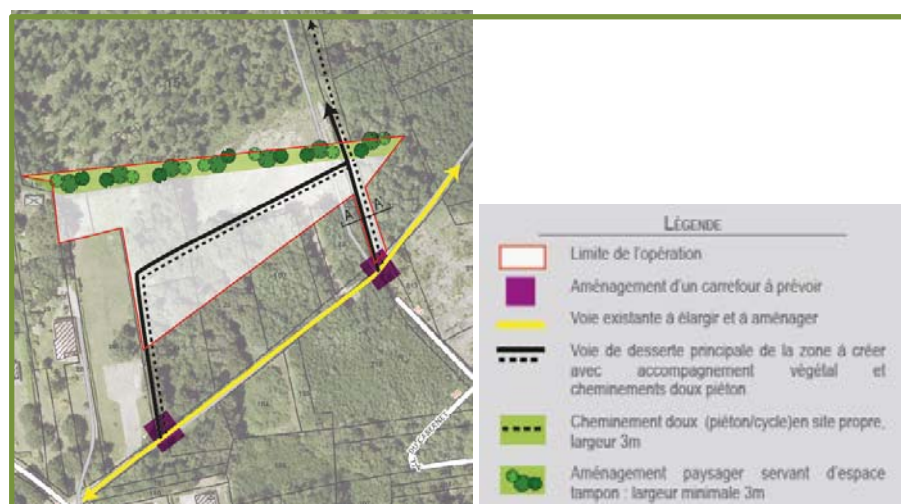 A
A
LÉGENDE
Limite de l'opération
Aménagement d'un carrefour à prévoir
Voie existante à élargir et à aménager
Voie de desserte principale de la zone à créer
avec accompagnement végétal et
cheminements doux piéton
Cheminement doux (piéton/cycle)en site propre,
largeur 3m
Aménagement paysager servant d'espace
tampon : largeur minimale 3m